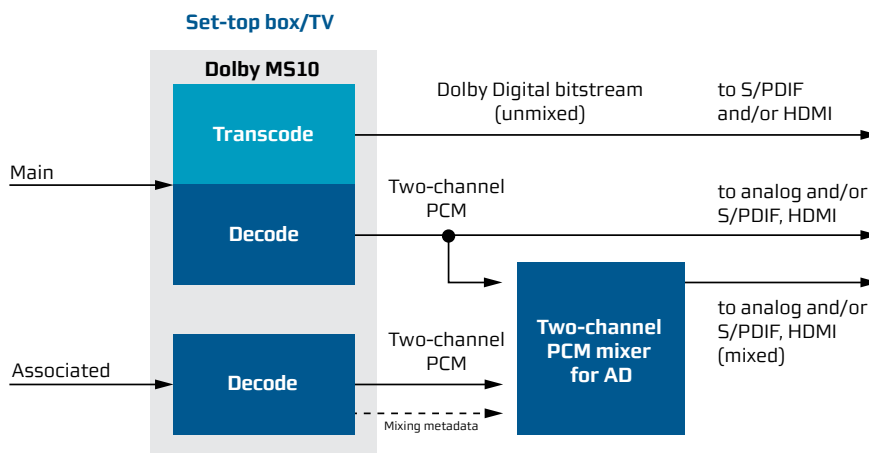 Set-top box/TV
Dolby MS10
Transcode
Dolby Digital bitstream
(unmixed)
to S/PDIF
and/or HDMI
Main
Decode
Two-channel
PCM
to analog and/or
S/PDIF, HDMI
Two-channel
PCM mixer
for AD
to analog and/or
S/PDIF, HDMI
(mixed)
Associated
Decode
Two-channel
PCM
Mixing metadata